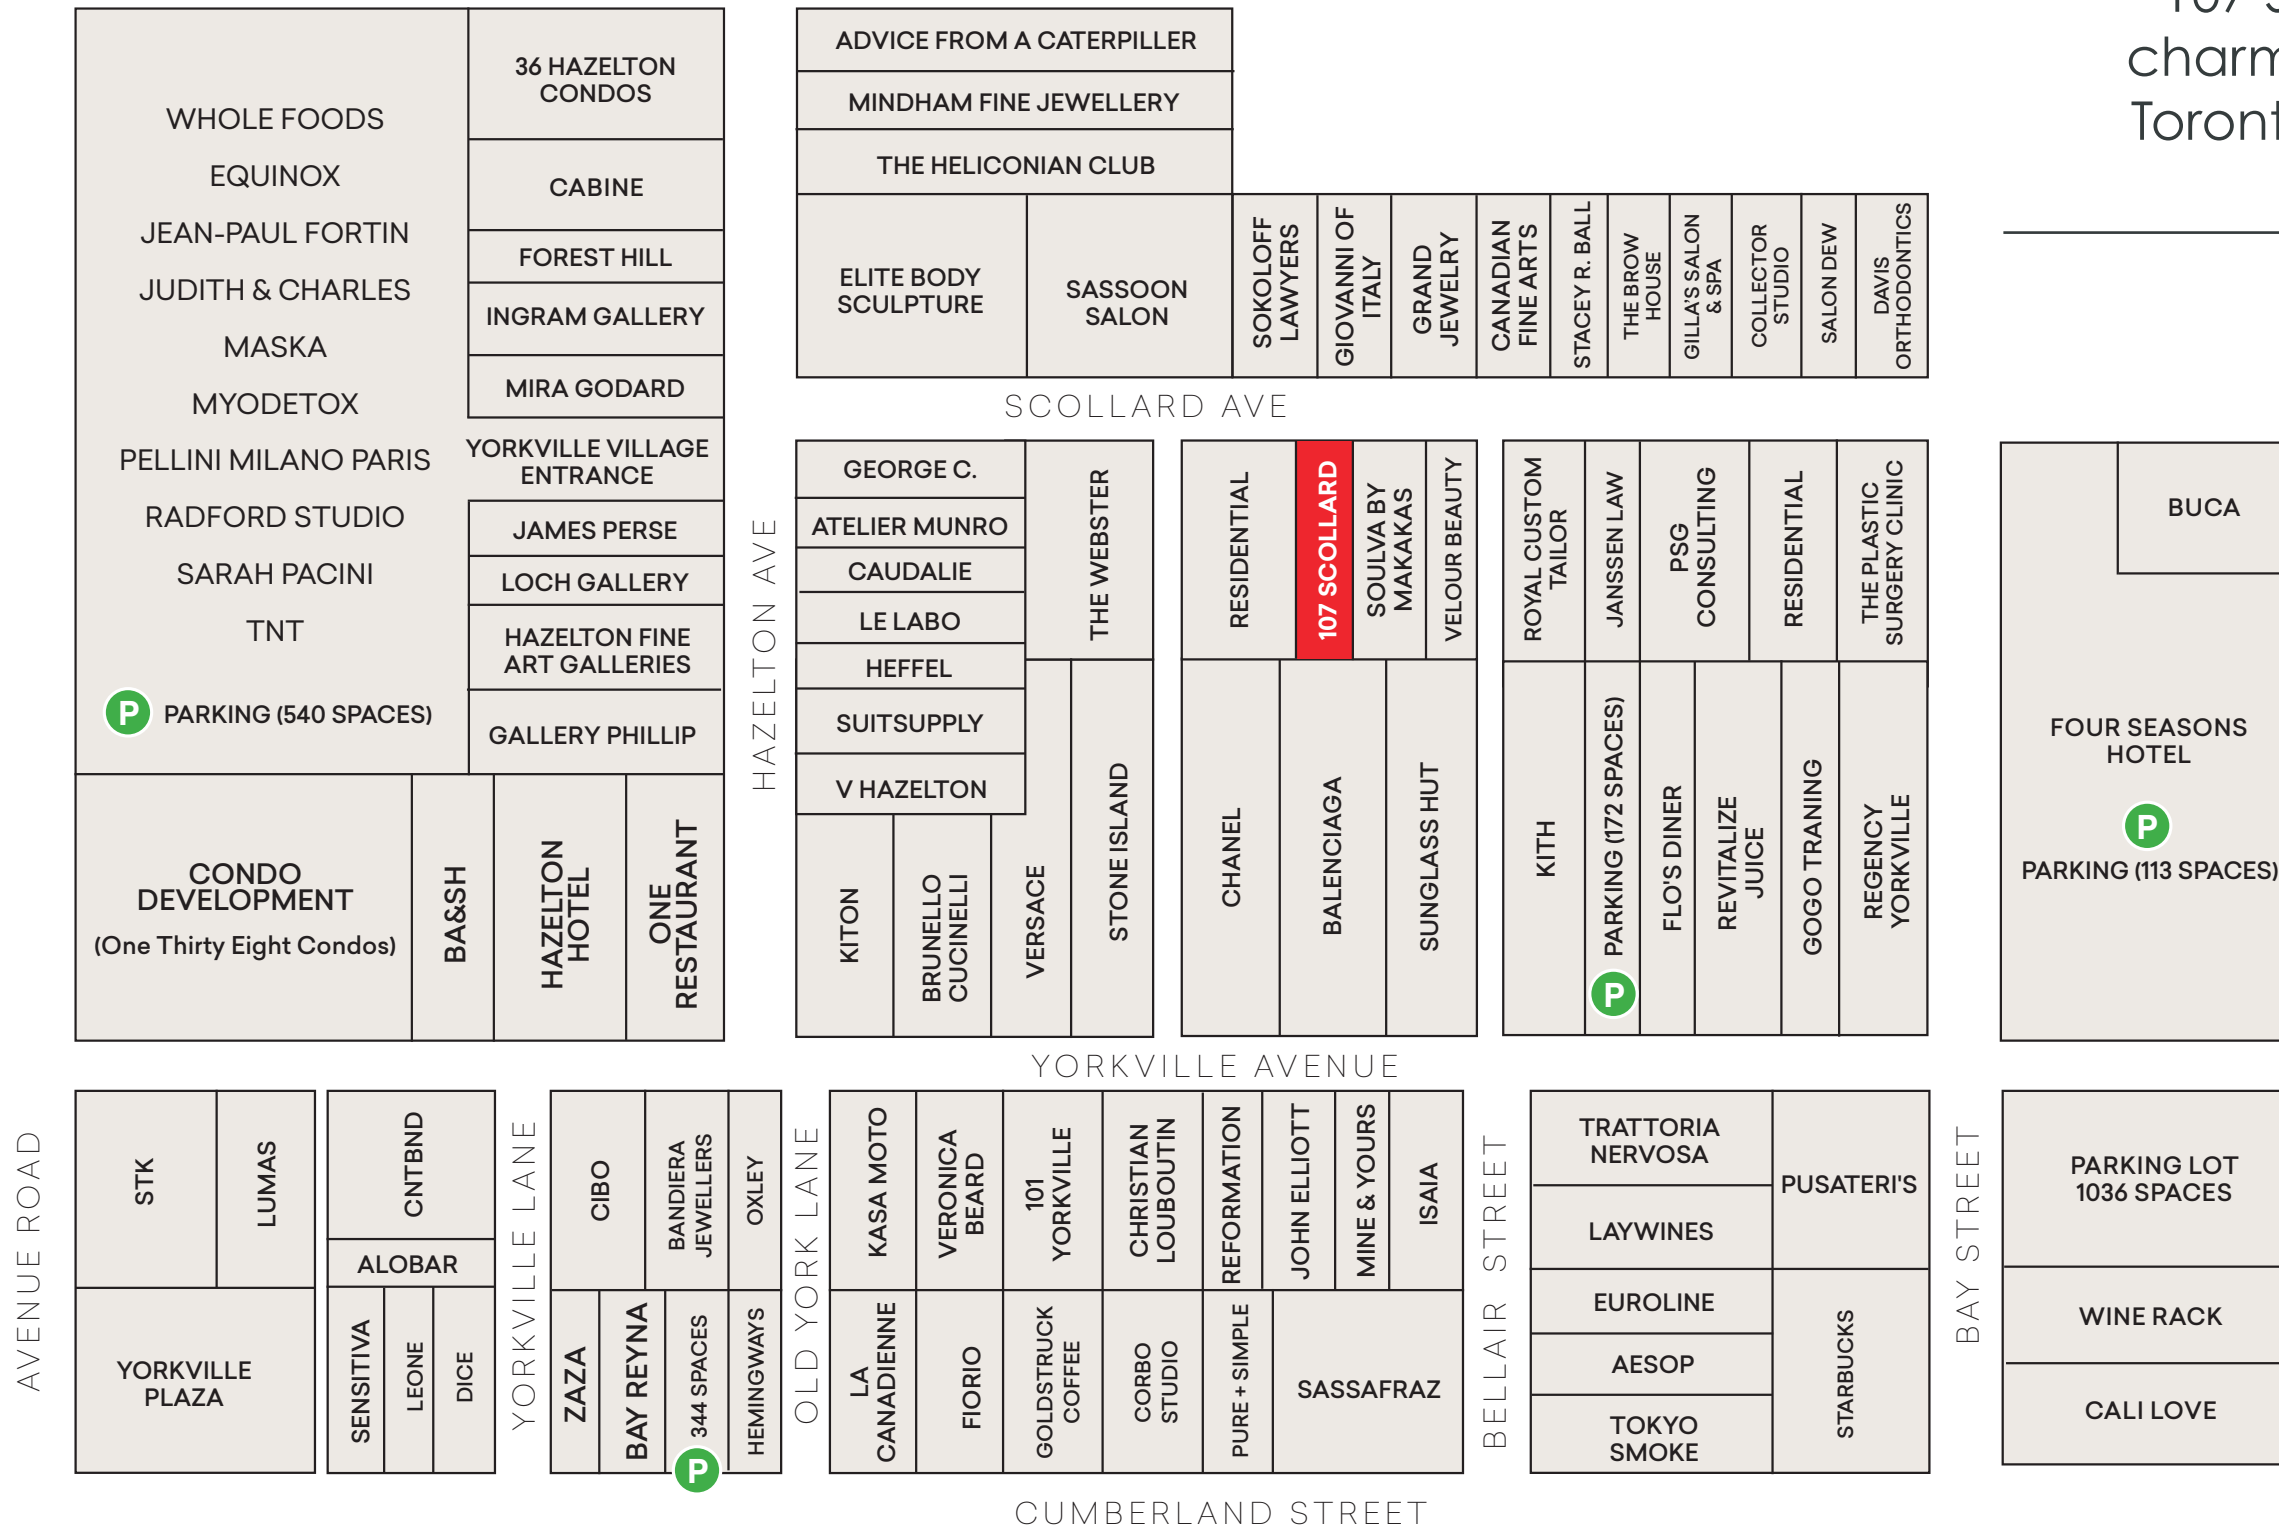 107 S
charm
Toront
36 HAZELTON
CONDOS
WHOLE FOODS
EQUINOX
JEAN-PAUL FORTIN
JUDITH & CHARLES
MASKA
MYODETOX
PELLINI MILANO PARIS
RADFORD STUDIO
SARAH PACINI
TNT
P PARKING (540 SPACES)
CABINE
FOREST HILL
INGRAM GALLERY
MIRA GODARD
YORKVILLE VILLAGE
ENTRANCE
JAMES PERSE
LOCH GALLERY
HAZELTON FINE
ART GALLERIES
GALLERY PHILLIP
CONDO
DEVELOPMENT
(One Thirty Eight Condos)
BA&SH
HAZELTON
HOTEL
ONE
RESTAURANT
HAZELTON AVE
ADVICE FROM A CATERPILLER
MINDHAM FINE JEWELLERY
THE HELICONIAN CLUB
ELITE BODY
SCULPTURE
SASSOON
SALON
SOKOLOFF
LAWYERS
GIOVANNI OF
ITALY
GRAND
JEWELRY
CANADIAN
FINE ARTS
STACEY R. BALL
THE BROW
HOUSE
GILLA'S SALON
& SPA
COLLECTOR
STUDIO
SALON DEW
DAVIS
ORTHODONTICS
SCOLLARD AVE
GEORGE C.
ATELIER MUNRO
CAUDALIE
LE LABO
HEFFEL
SUITSUPPLY
V HAZELTON
THE WEBSTER
KITON
BRUNELLO
CUCINELLI
VERSACE
STONE ISLAND
RESIDENTIAL
107 SCOLLARD
SOULVA BY
MAKAKAS
VELOUR BEAUTY
CHANEL
BALENCIAGA
SUNGLASS HUT
ROYAL CUSTOM
TAILOR
JANSSEN LAW
PSG
CONSULTING
RESIDENTIAL
THE PLASTIC
SURGERY CLINIC
KITH
PARKING (172 SPACES)
P
FLO'S DINER
REVITALIZE
JUICE
GOGO TRANING
REGENCY
YORKVILLE
BUCA
FOUR SEASONS
HOTEL
P
PARKING (113 SPACES)
YORKVILLE AVENUE
AVENUE ROAD
STK
LUMAS
YORKVILLE
PLAZA
CNTBND
ALOBAR
SENSITIVA
LEONE
DICE
YORKVILLE LANE
CIBO
BANDIERA
JEWELLERS
OXLEY
ZAZA
BAY REYNA
344 SPACES
P
HEMINGWAYS
OLD YORK LANE
KASA MOTO
VERONICA
BEARD
101
YORKVILLE
CHRISTIAN
LOUBOUTIN
REFORMATION
JOHN ELLIOTT
MINE & YOURS
ISAIA
LA
CANADIENNE
FIORIO
GOLDSTRUCK
COFFEE
CORBO
STUDIO
PURE + SIMPLE
SASSAFRAZ
BELLAIR STREET
TRATTORIA
NERVOSA
LAYWINES
EUROLINE
AESOP
TOKYO
SMOKE
PUSATERI'S
STARBUCKS
BAY STREET
PARKING LOT
1036 SPACES
WINE RACK
CALI LOVE
CUMBERLAND STREET